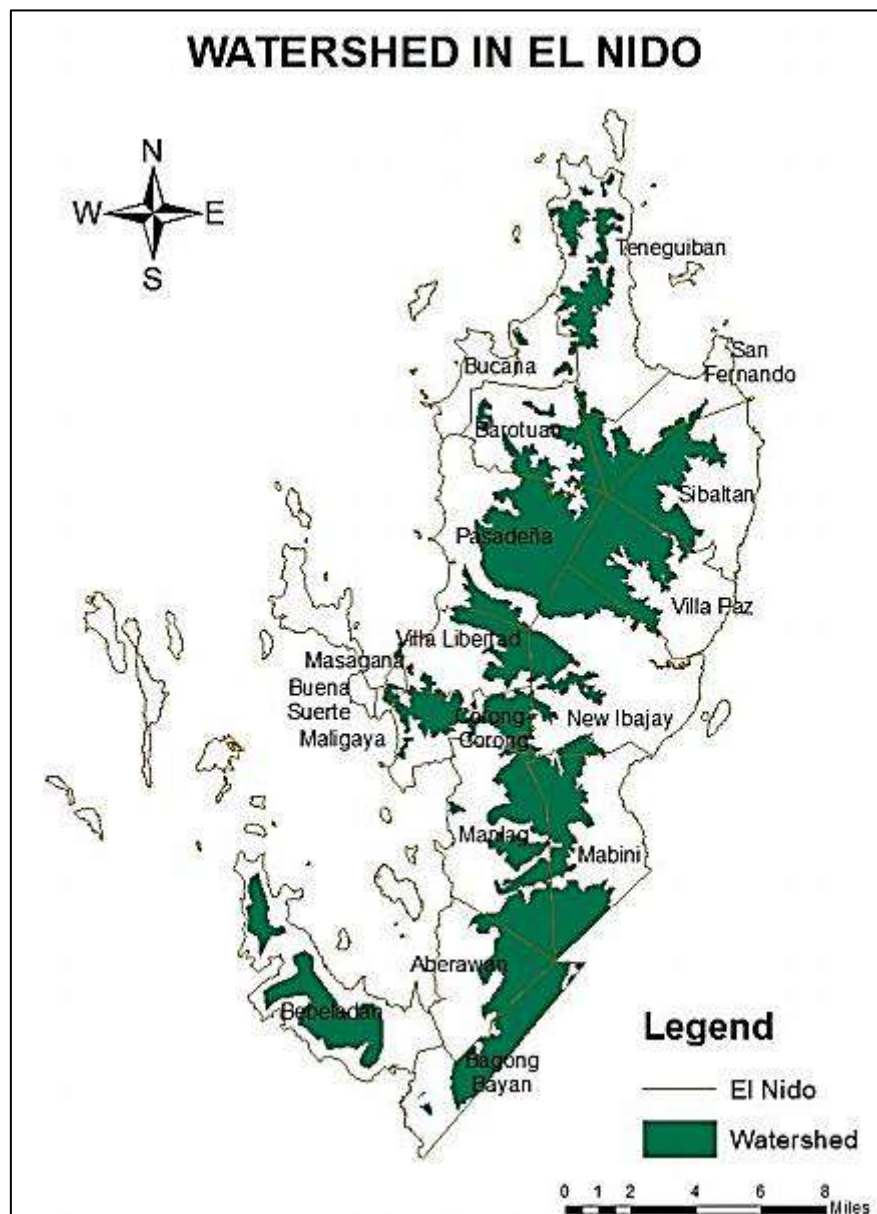 WATERSHED IN EL NIDO
N
W E
S
Teneguiban
San
Fernando
Bucana
Barotuan
Sibaltan
Pasadeña
Villa Paz
Villa Libertad
Masagana
Buena
Suerte
Corong-
Corong
New Ibajay
Maligaya
Manlag
Mabini
Aberawan
Bebeladan
Bagong
Bayan
Legend
El Nido
Watershed
0 1 2 4 6 8
Miles